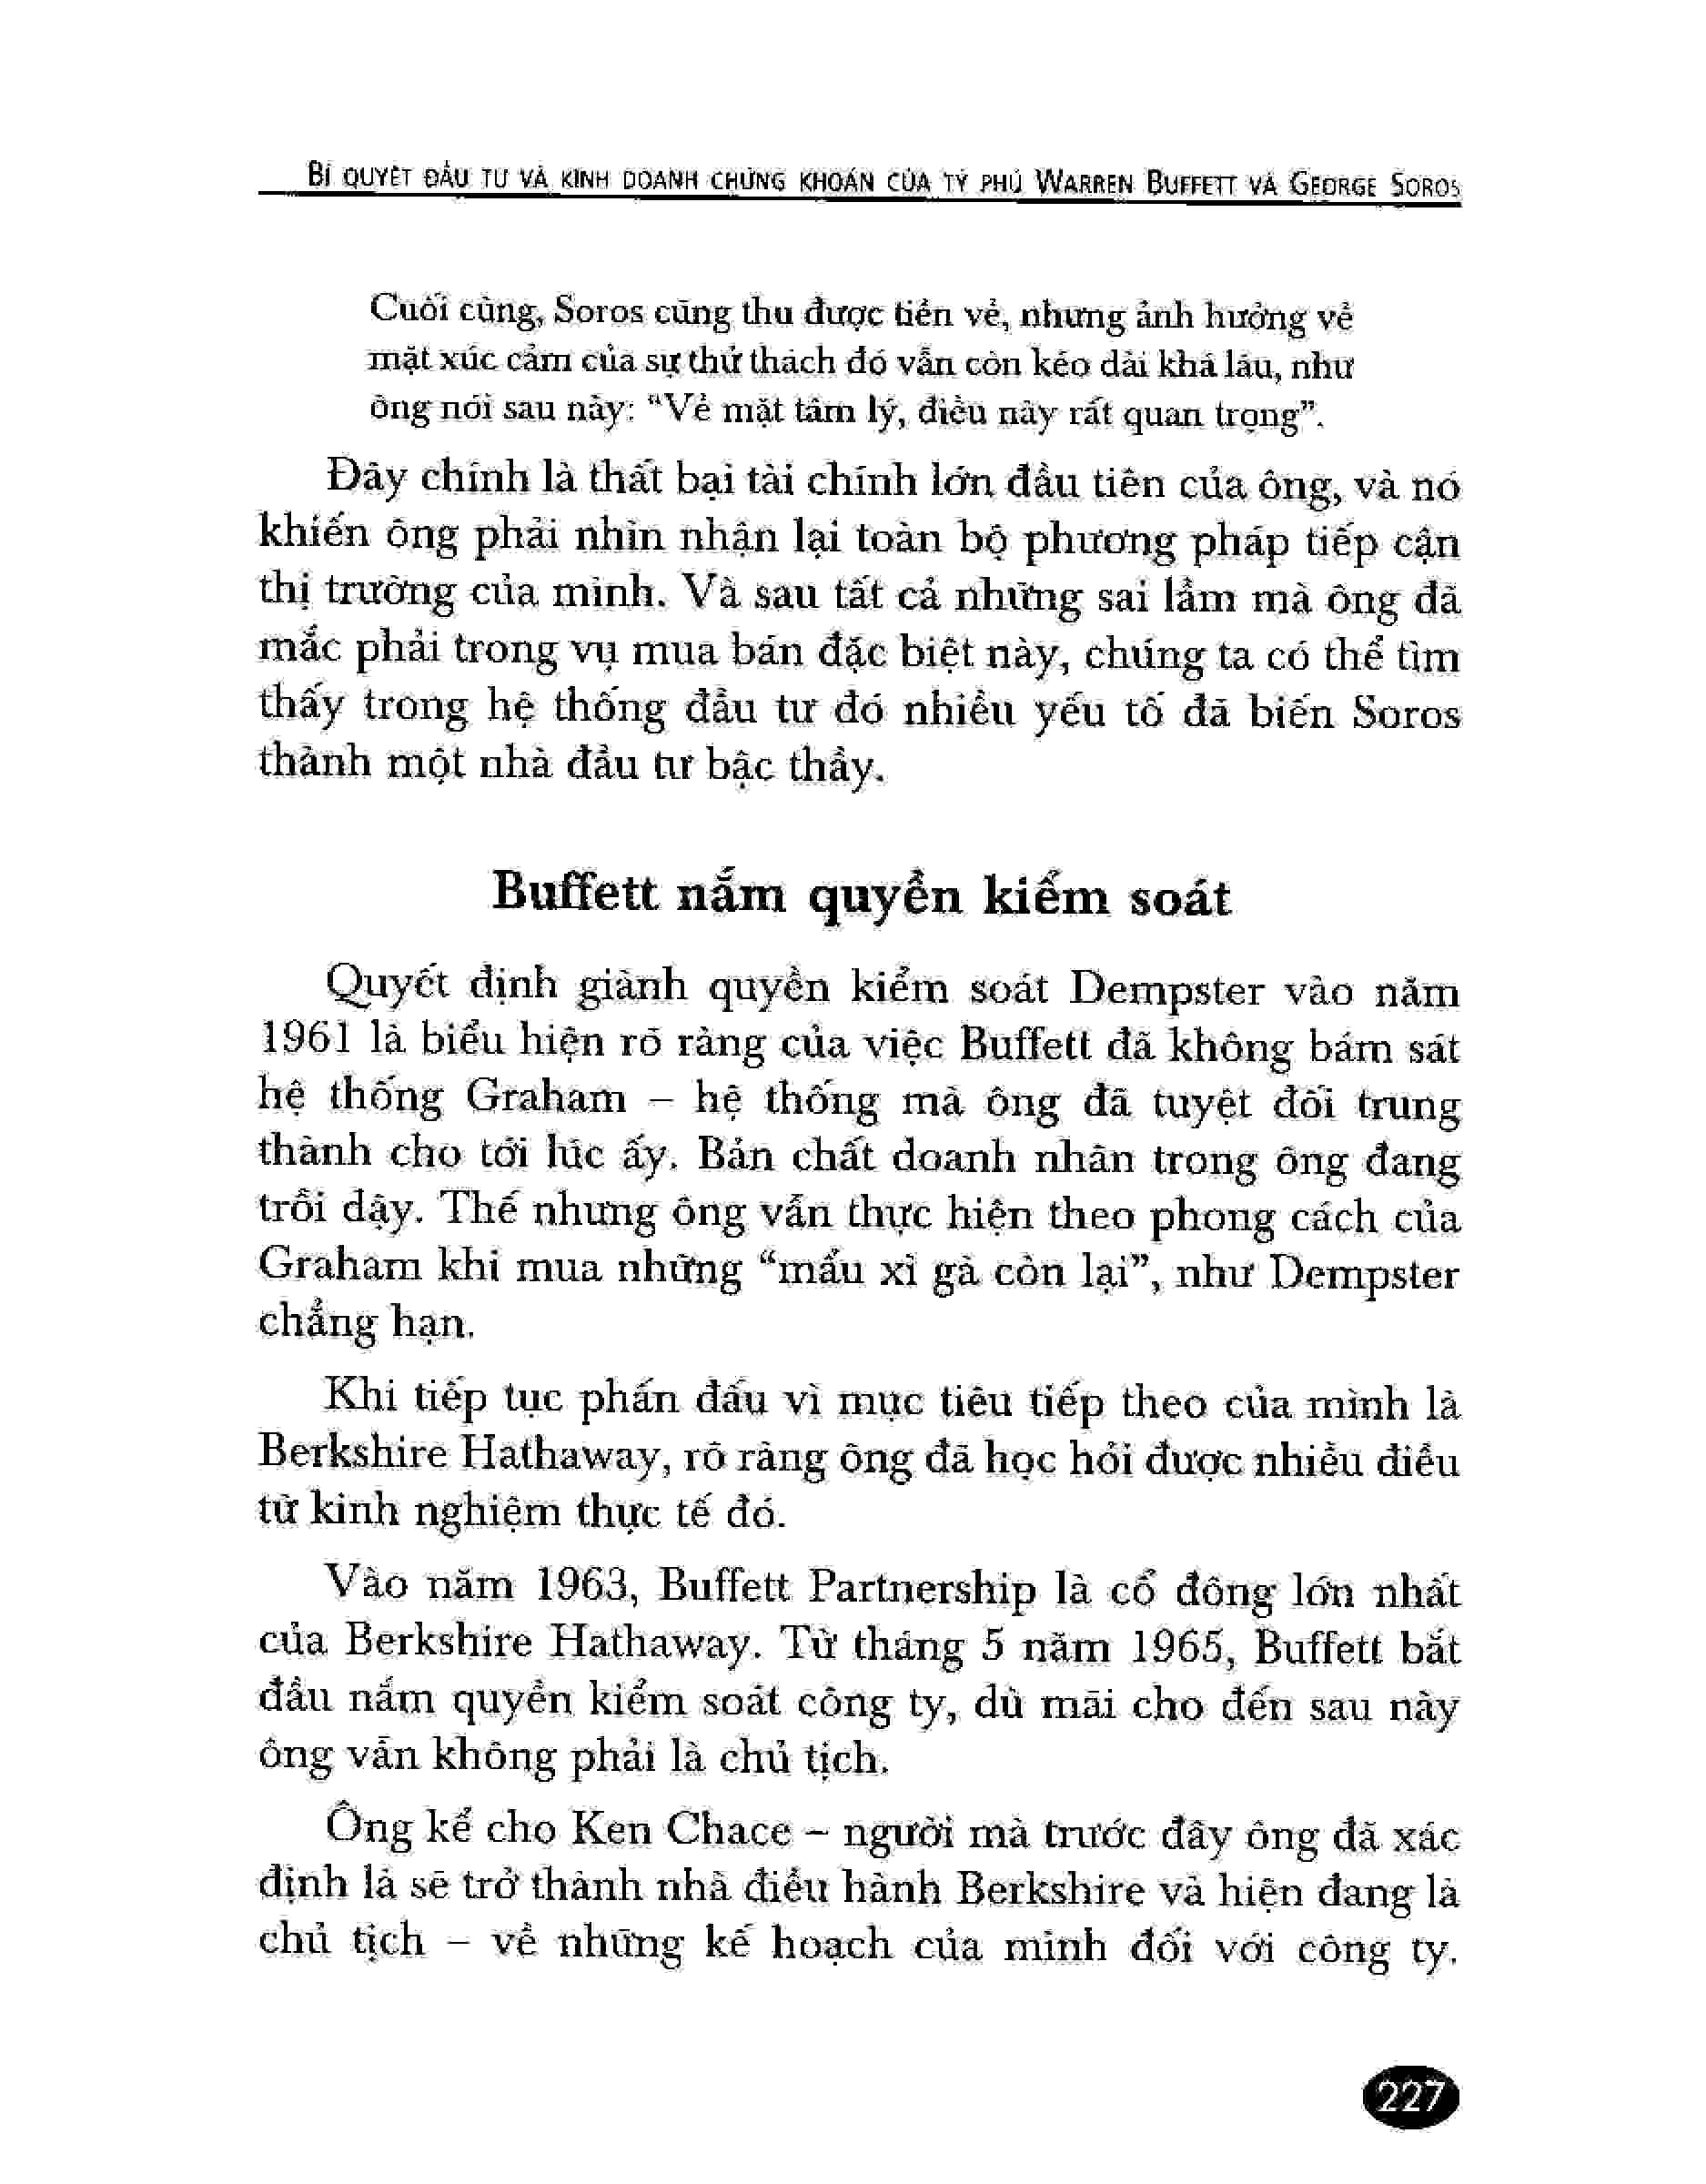 Bí quyết đầu tư và kinh doanh chứng khoán của tỷ phú Warren Buffett và George Soros
Cuối cùng, Soros cũng thu được tiền về, nhưng ảnh hưởng về
mặt xúc cảm của sự thử thách đó vẫn còn kéo dài khá lâu, như
ông nói sau này: “Về mặt tâm lý, điều này rất quan trọng”.
Đây chính là thất bại tài chính lớn đầu tiên của ông, và nó
khiến ông phải nhìn nhận lại toàn bộ phương pháp tiếp cận
thị trường của mình. Và sau tất cả những sai lầm mà ông đã
mắc phải trong vụ mua bán đặc biệt này, chúng ta có thể tìm
thấy trong hệ thống đầu tư đó nhiều yếu tố đã biến Soros
thành một nhà đầu tư bậc thầy.
Buffett nắm quyền kiểm soát
Quyết định giành quyền kiểm soát Dempster vào năm
1961 là biểu hiện rõ ràng của việc Buffett đã không bám sát
hệ thống Graham – hệ thống mà ông đã tuyệt đối trung
thành cho tới lúc ấy. Bản chất doanh nhân trong ông đang
trỗi dậy. Thế nhưng ông vẫn thực hiện theo phong cách của
Graham khi mua những “mẩu xì gà còn lại”, như Dempster
chẳng hạn.
Khi tiếp tục phấn đấu vì mục tiêu tiếp theo của mình là
Berkshire Hathaway, rõ ràng ông đã học hỏi được nhiều điều
từ kinh nghiệm thực tế đó.
Vào năm 1963, Buffett Partnership là cổ đông lớn nhất
của Berkshire Hathaway. Từ tháng 5 năm 1965, Buffett bắt
đầu nắm quyền kiểm soát công ty, dù mãi cho đến sau này
ông vẫn không phải là chủ tịch.
Ông kể cho Ken Chace – người mà trước đây ông đã xác
định là sẽ trở thành nhà điều hành Berkshire và hiện đang là
chủ tịch – về những kế hoạch của mình đối với công ty.
227